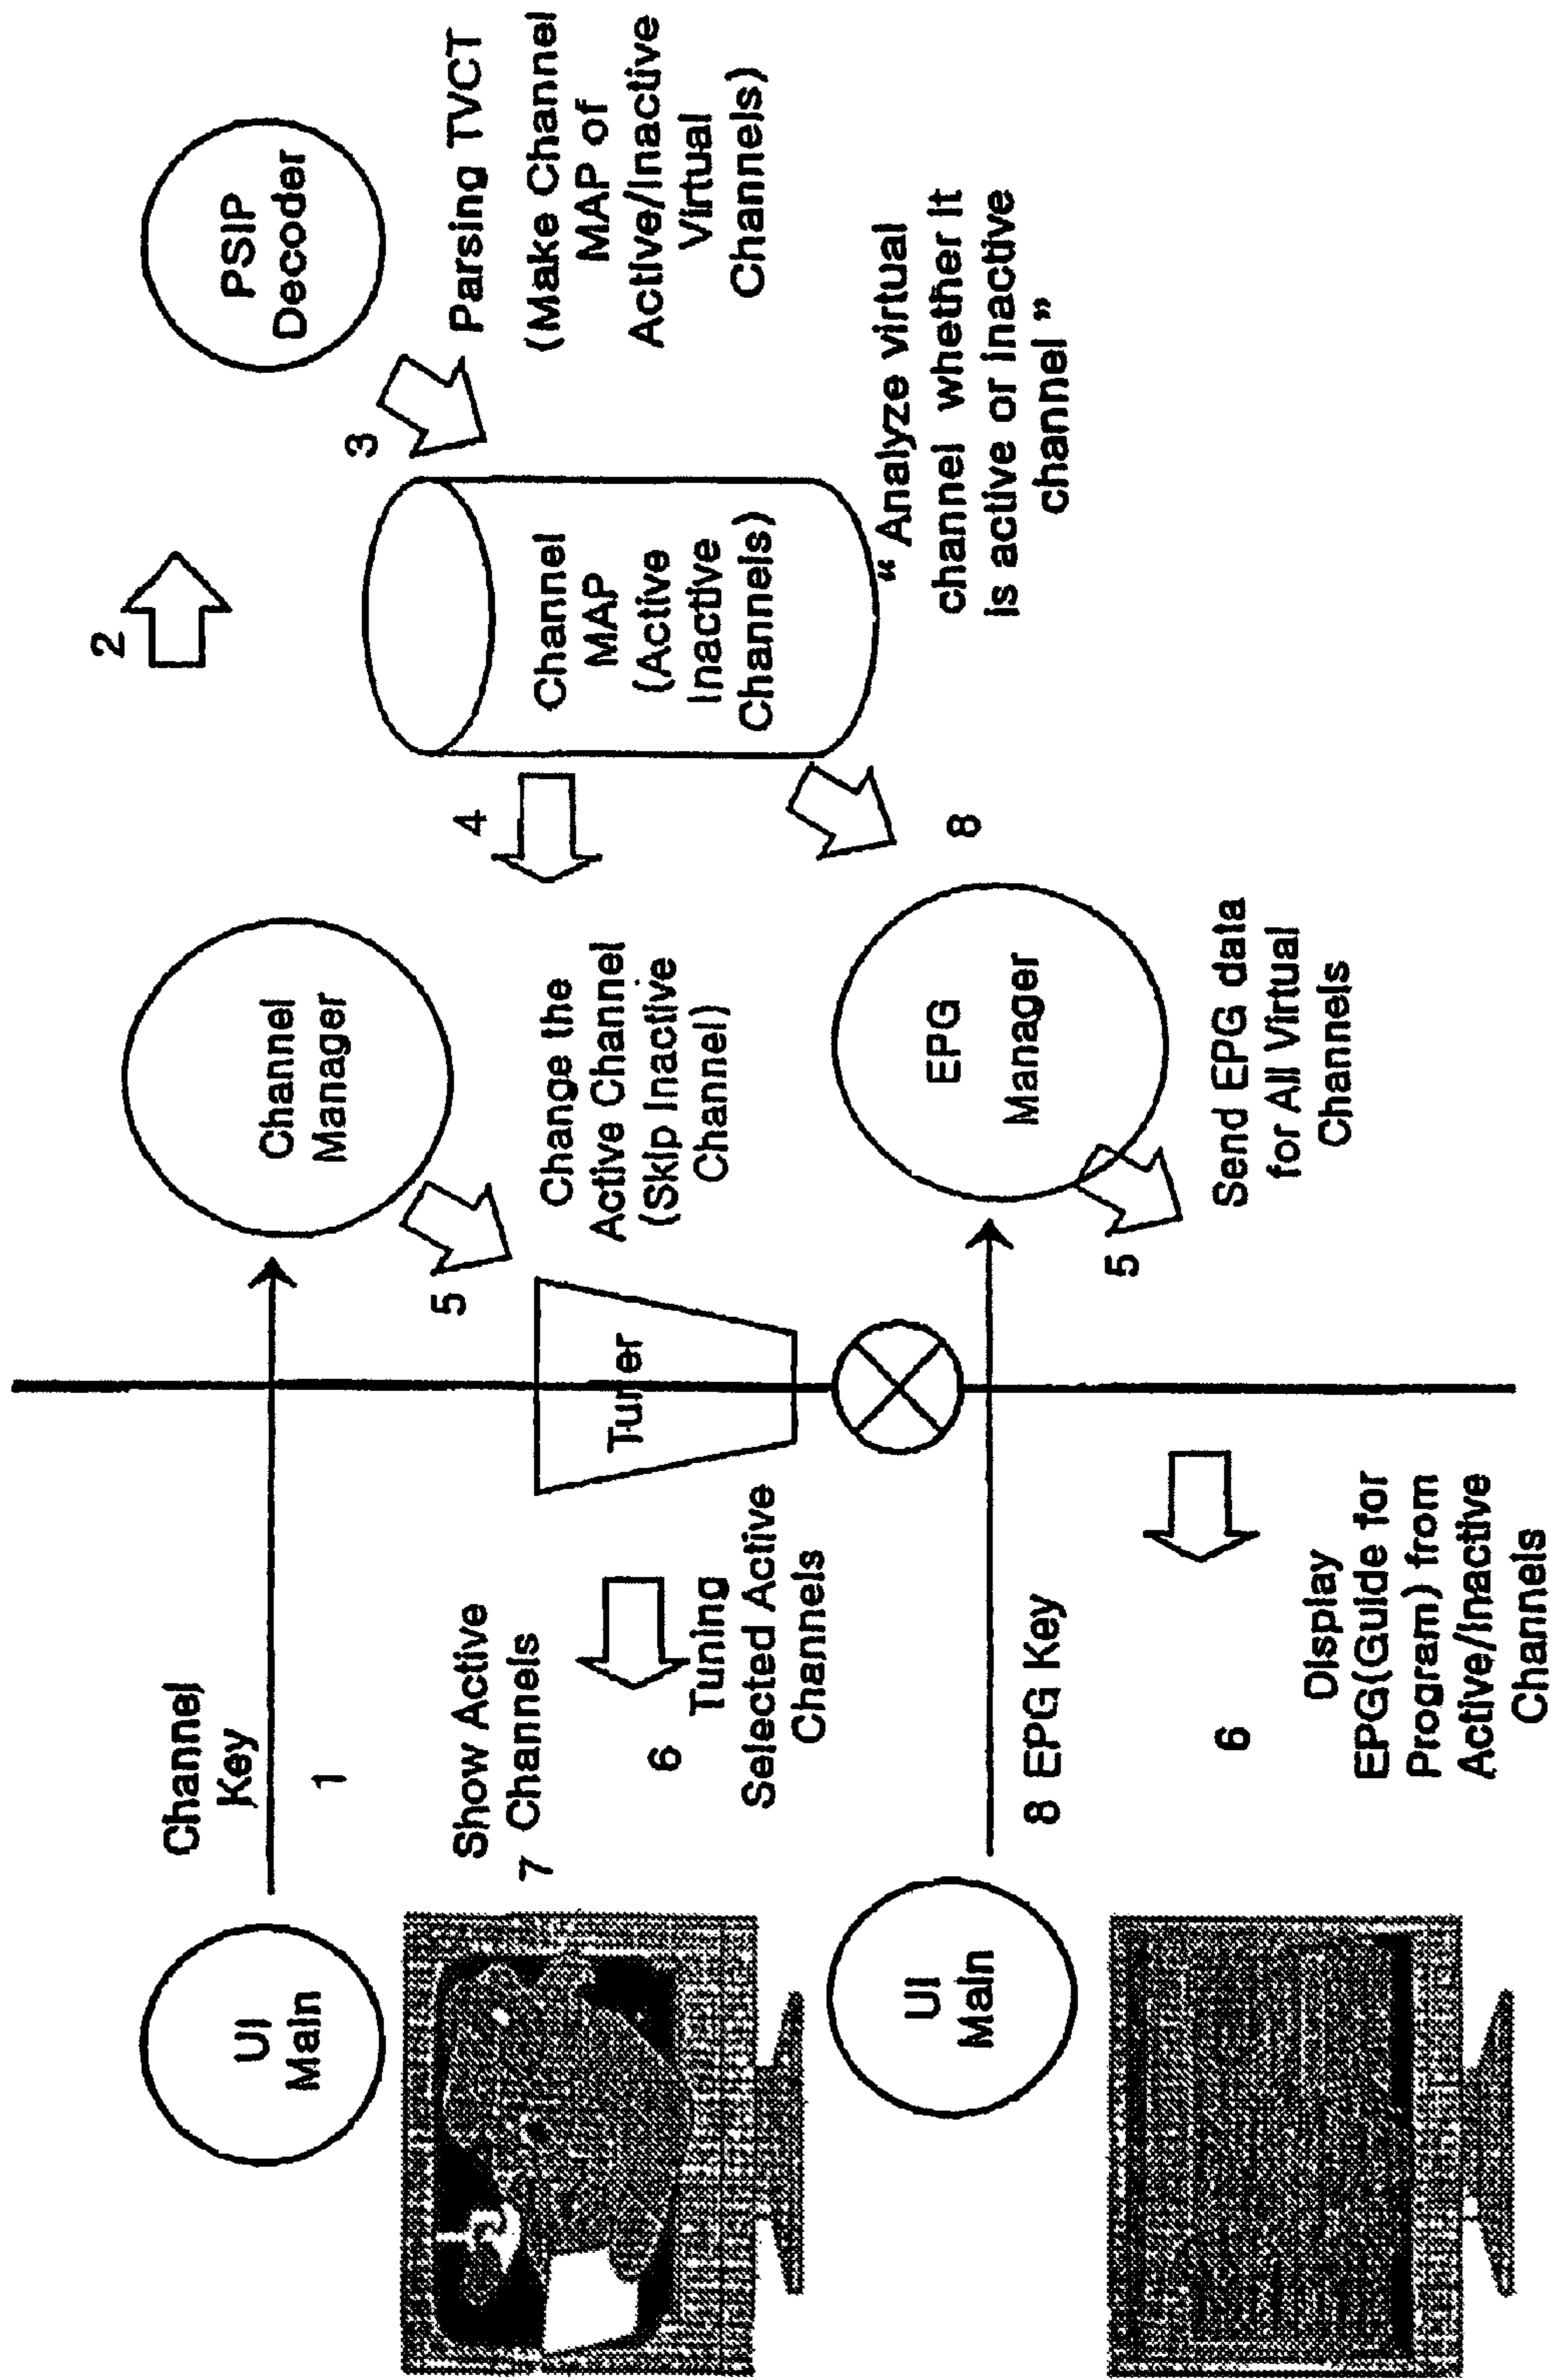 UI
Main
Channel
Key
1
Channel
Manager
2
PSIP
Decoder
3
Parsing TVCT
(Make Channel
MAP of
Active/Inactive
Virtual
Channels)
Channel
MAP
(Active
Inactive
Channels)
4
5
Change the
Active Channel
(Skip Inactive
Channel)
Tuner
Show Active
7 Channels
6
Tuning
Selected Active
Channels
“ Analyze virtual
channel whether it
is active or inactive
channel ”
8
UI
Main
8 EPG Key
EPG
Manager
5
Send EPG data
for All Virtual
Channels
6
Display
EPG(Guide for
Program) from
Active/Inactive
Channels